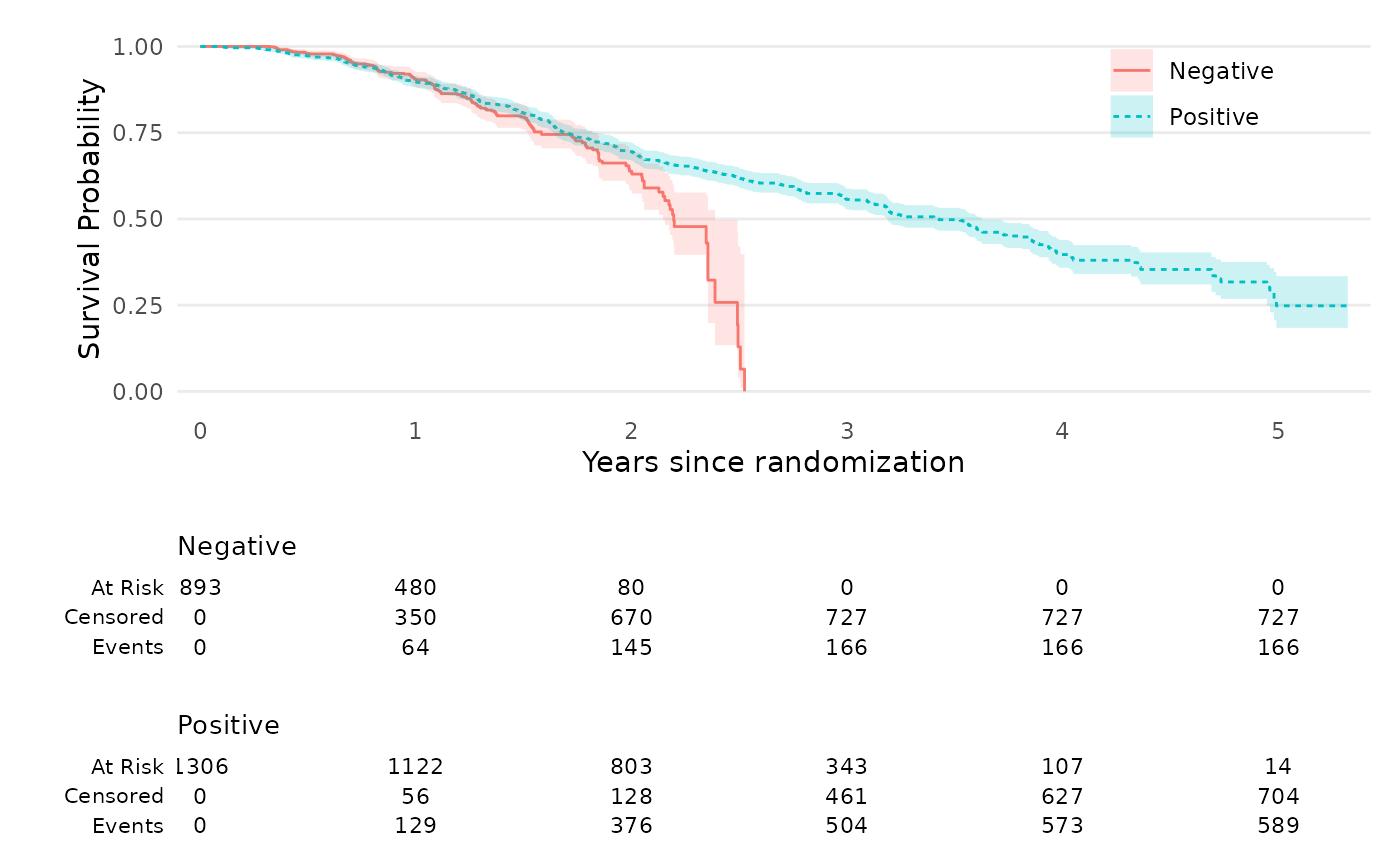 Survival Probability
1.00
0.75
0.50
0.25
0.00
Negative
Positive
0 1 2 3 4 5
Years since randomization
Negative
At Risk 893 480 80 0 0 0
Censored 0 350 670 727 727 727
Events 0 64 145 166 166 166
Positive
At Risk 1306 1122 803 343 107 14
Censored 0 56 128 461 627 704
Events 0 129 376 504 573 589